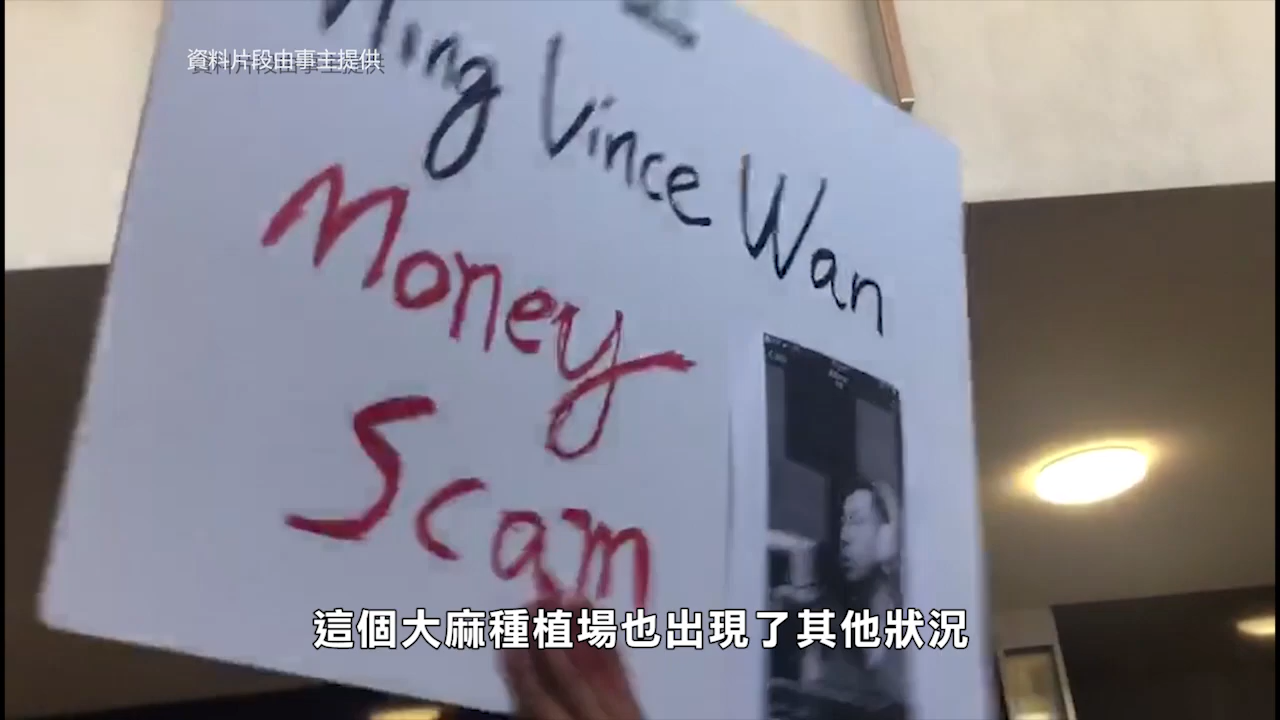 資料片段由事主提供
Ming Vince Wan
Money
Scam
這個大麻種植場也出現了其他狀況